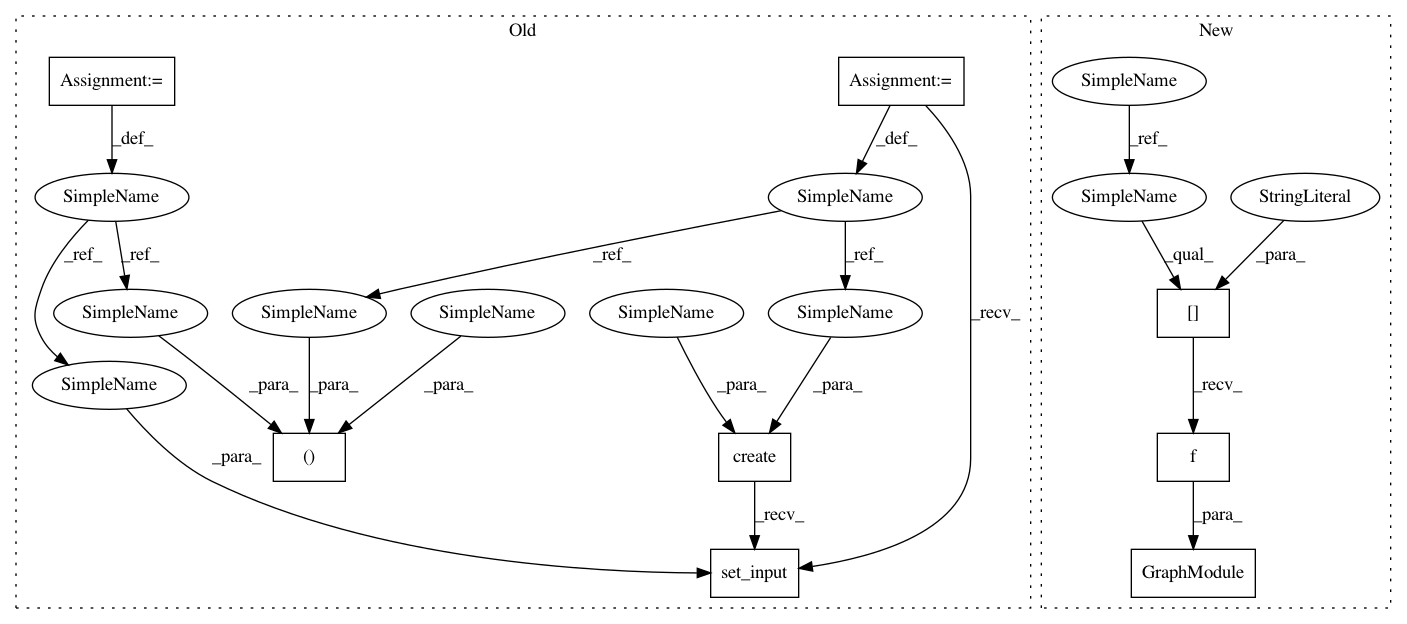 Old
New
Assignment:=
Assignment:=
SimpleName
_def_
_def_
_ref_
SimpleName
SimpleName
SimpleName
StringLiteral
_ref_
_ref_
_ref_
_ref_
_qual_
_para_
SimpleName
SimpleName
SimpleName
SimpleName
SimpleName
_recv_
[]
SimpleName
_para_
_para_
_para_
_para_
_para_
_recv_
_para_
()
create
f
_recv_
_para_
set_input
GraphModule